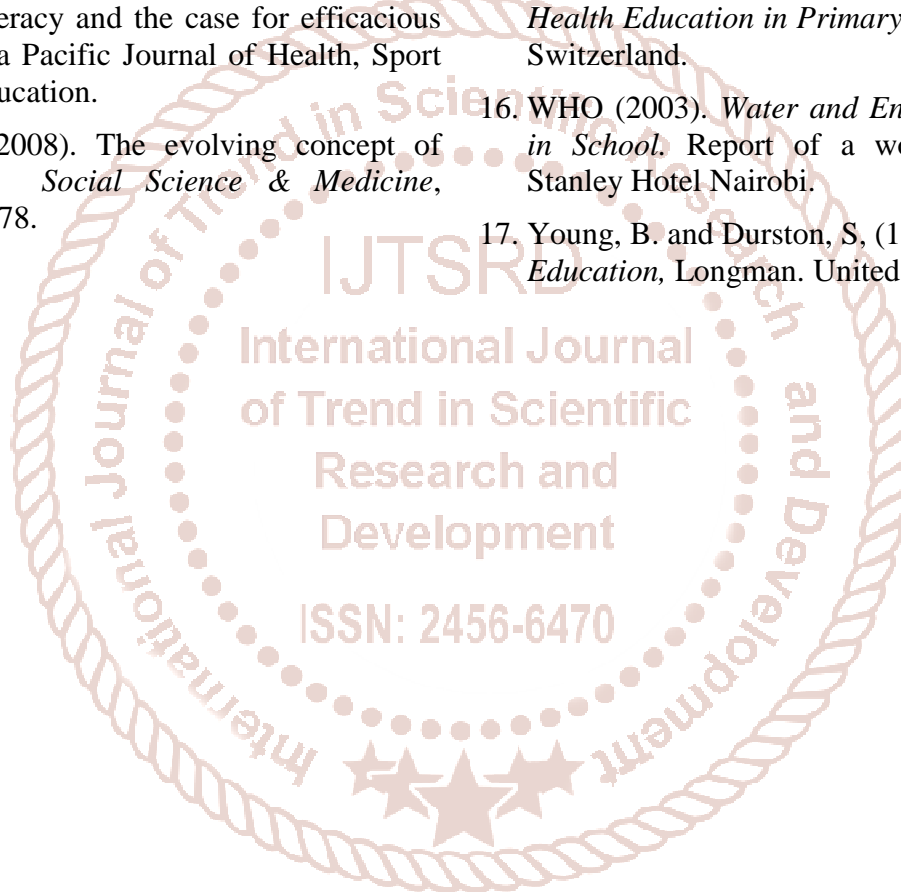 eracy and the case for efficacious
a Pacific Journal of Health, Sport
ucation.
2008). The evolving concept of
Social Science & Medicine,
78.
Health Education in Primary
Switzerland.
16. WHO (2003). Water and En
in School. Report of a wo
Stanley Hotel Nairobi.
17. Young, B. and Durston, S, (1
Education, Longman. United
International Journal of Trend in Scientific Research and Development
IJTSRD
International Journal
of Trend in Scientific
Research and
Development
ISSN: 2456-6470